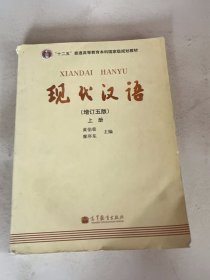 "十二五"普通高等教育本科国家级规划教材
XIANDAI HANYU
现代汉语
(增订五版)
上册
黄伯荣
廖序东 主编
高等教育出版社